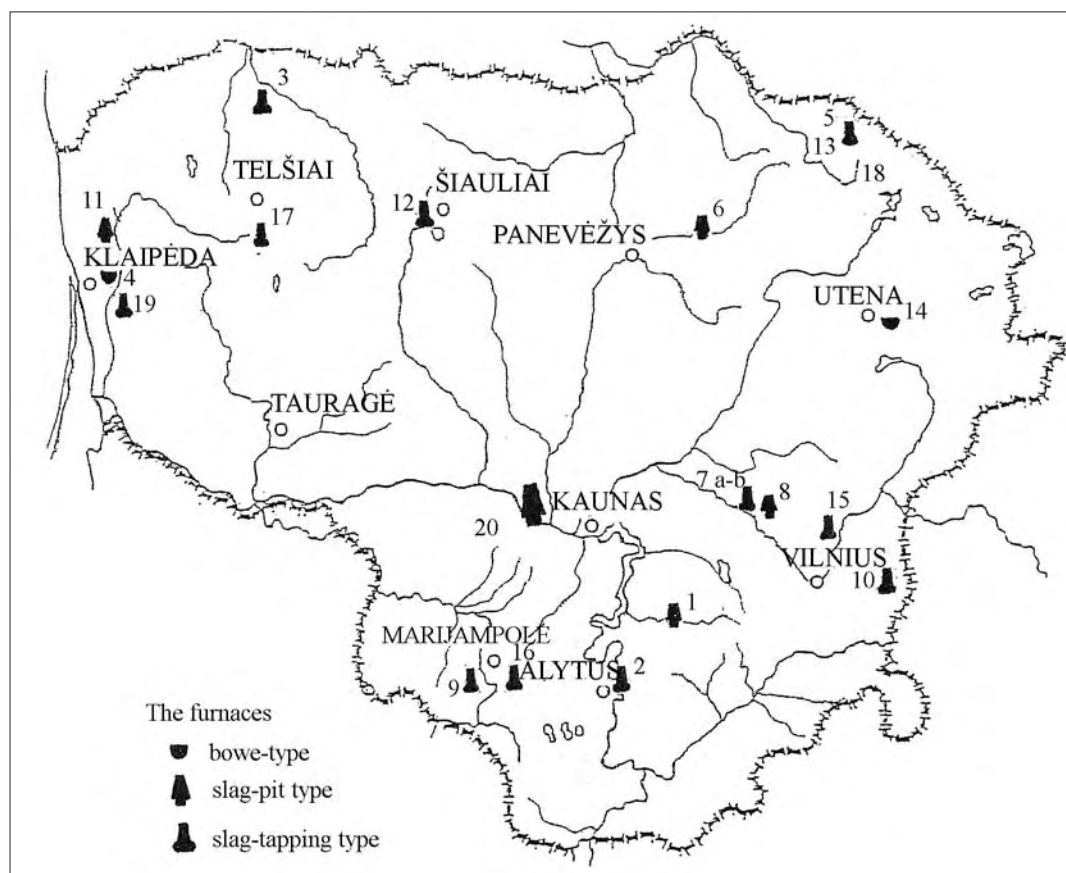 3
5
13
18
TELŠIAI
ŠIAULIAI
12
11
17
6
PANEVĖŽYS
KLAIPĖDA
4
19
UTENA
14
TAURAGĖ
7 a-b
8
KAUNAS
15
20
VILNIUS
10
1
MARIJAMPOLĖ
16
ALYTUS
2
9
The furnaces
bowe-type
slag-pit type
slag-tapping type